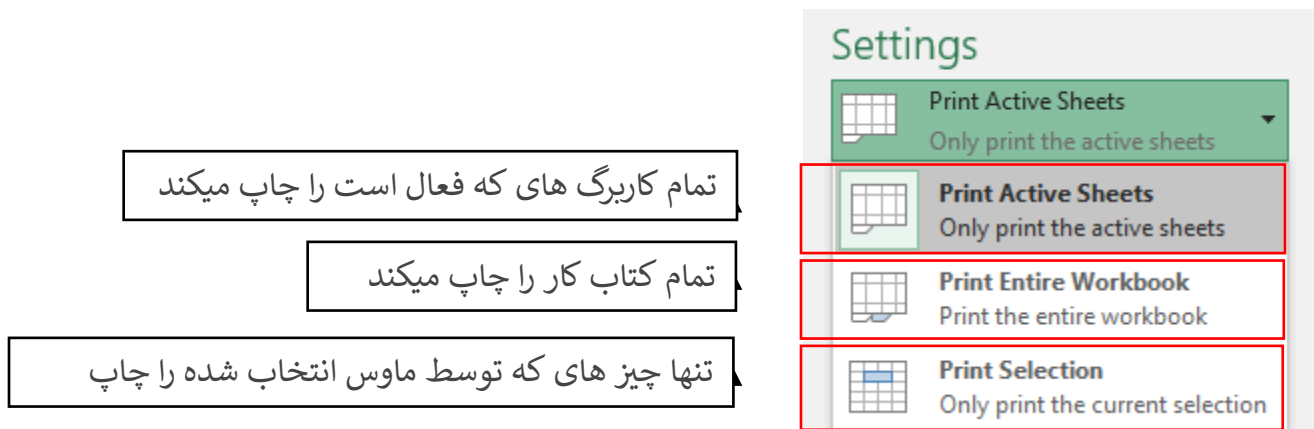 Settings
Print Active Sheets
Only print the active sheets
تمام کاربرگ های که فعال است را چاپ میکند
Print Active Sheets
Only print the active sheets
تمام کتاب کار را چاپ میکند
Print Entire Workbook
Print the entire workbook
تنها چیز های که توسط ماوس انتخاب شده را چاپ
Print Selection
Only print the current selection